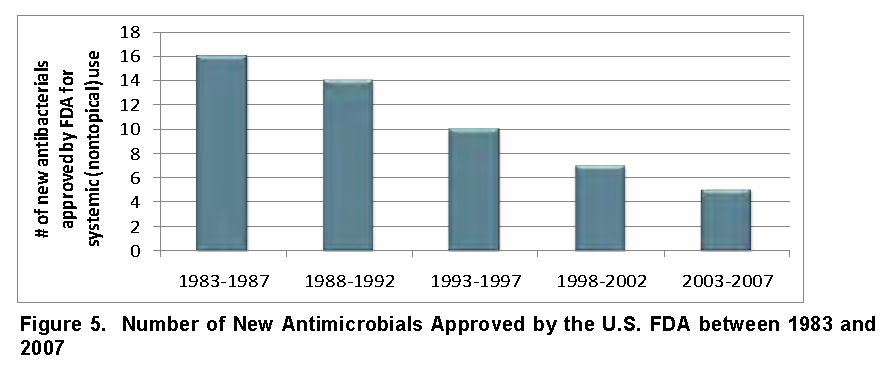 # of new antibacterials
approved by FDA for
systemic (nontopical) use
18
16
14
12
10
8
6
4
2
0
1983-1987 1988-1992 1993-1997 1998-2002 2003-2007
Figure 5. Number of New Antimicrobials Approved by the U.S. FDA between 1983 and
2007